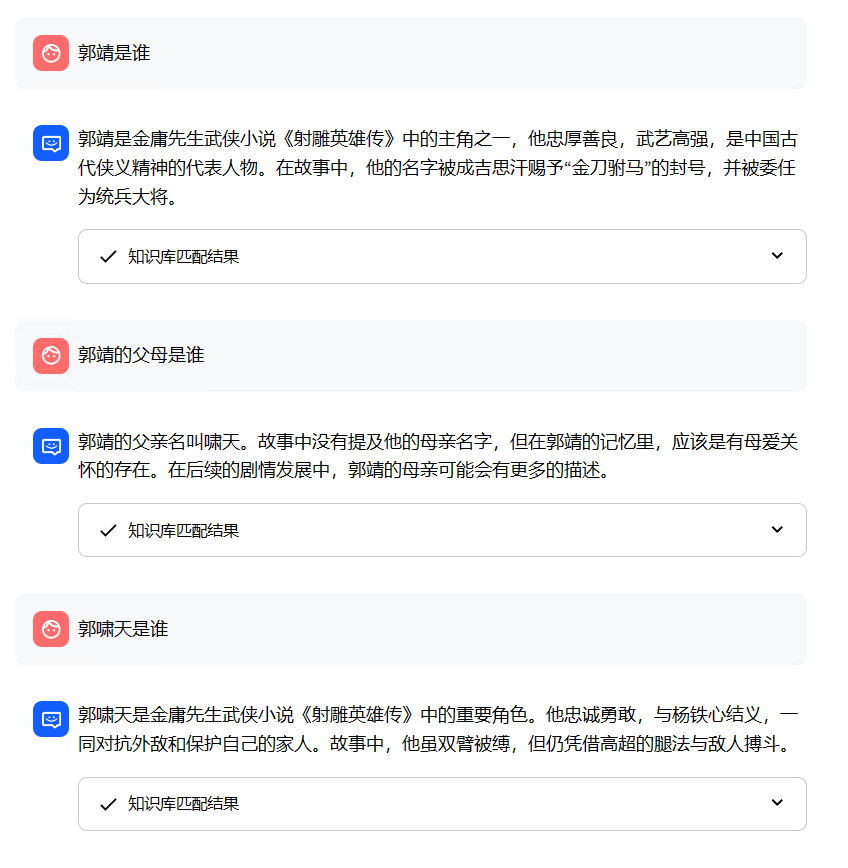 郭靖是谁
郭靖是金庸先生武侠小说《射雕英雄传》中的主角之一，他忠厚善良，武艺高强，是中国古
代侠义精神的代表人物。在故事中，他的名字被成吉思汗赐予“金刀驸马”的封号，并被委任
为统兵大将。
知识库匹配结果
郭靖的父母是谁
郭靖的父亲名叫啸天。故事中没有提及他的母亲名字，但在郭靖的记忆里，应该是有母爱关
怀的存在。在后续的剧情发展中，郭靖的母亲可能会有更多的描述。
知识库匹配结果
郭啸天是谁
郭啸天是金庸先生武侠小说《射雕英雄传》中的重要角色。他忠诚勇敢，与杨铁心结义，一
同对抗外敌和保护自己的家人。故事中，他虽双臂被缚，但仍凭借高超的腿法与敌人搏斗。
知识库匹配结果